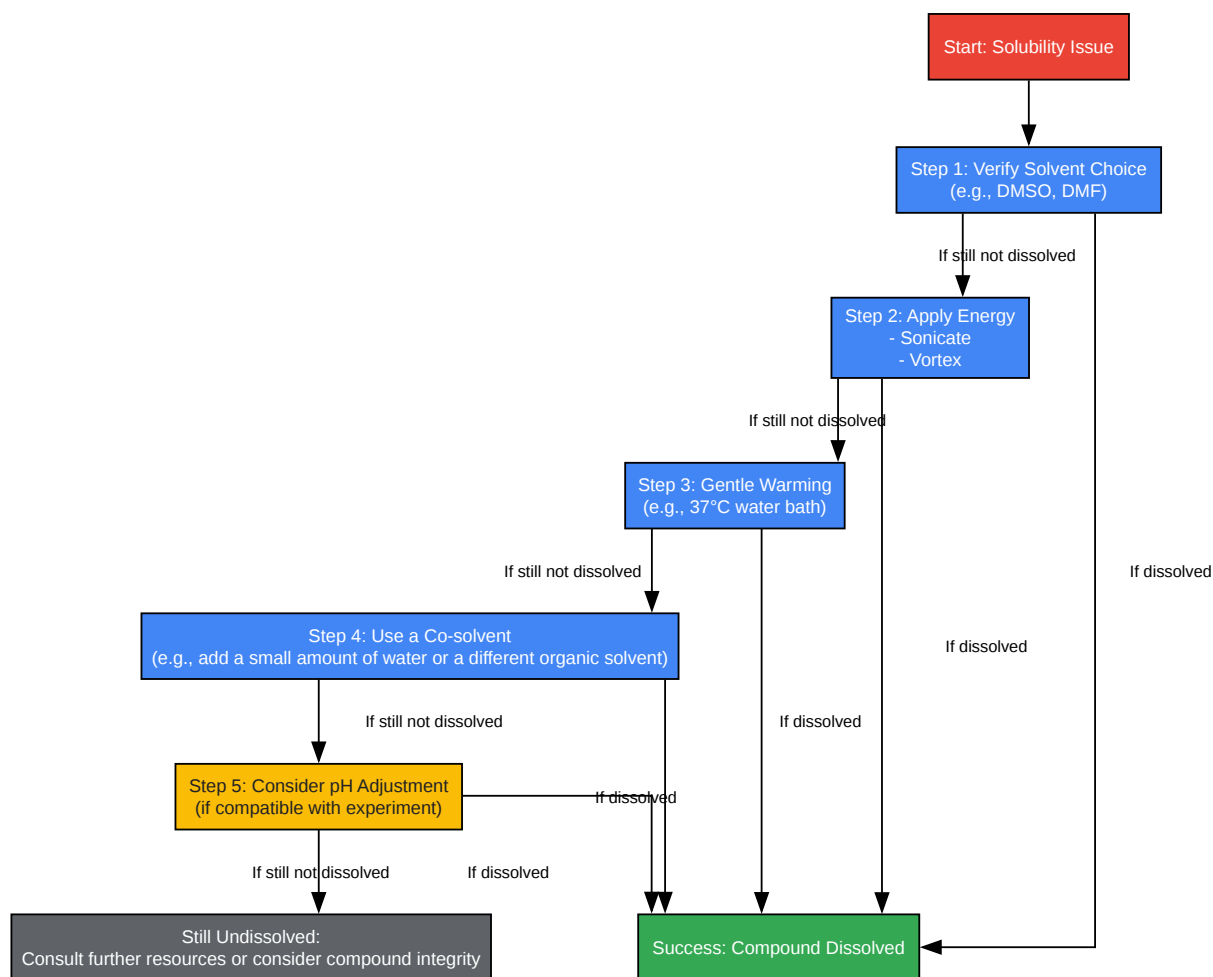 Start: Solubility Issue
Step 1: Verify Solvent Choice
(e.g., DMSO, DMF)
If still not dissolved
Step 2: Apply Energy
- Sonicate
- Vortex
If still not dissolved
Step 3: Gentle Warming
(e.g., 37°C water bath)
If still not dissolved
If dissolved
Step 4: Use a Co-solvent
(e.g., add a small amount of water or a different organic solvent)
If dissolved
If still not dissolved
If dissolved
Step 5: Consider pH Adjustment
(if compatible with experiment)
If dissolved
If still not dissolved
If dissolved
Still Undissolved:
Consult further resources or consider compound integrity
Success: Compound Dissolved